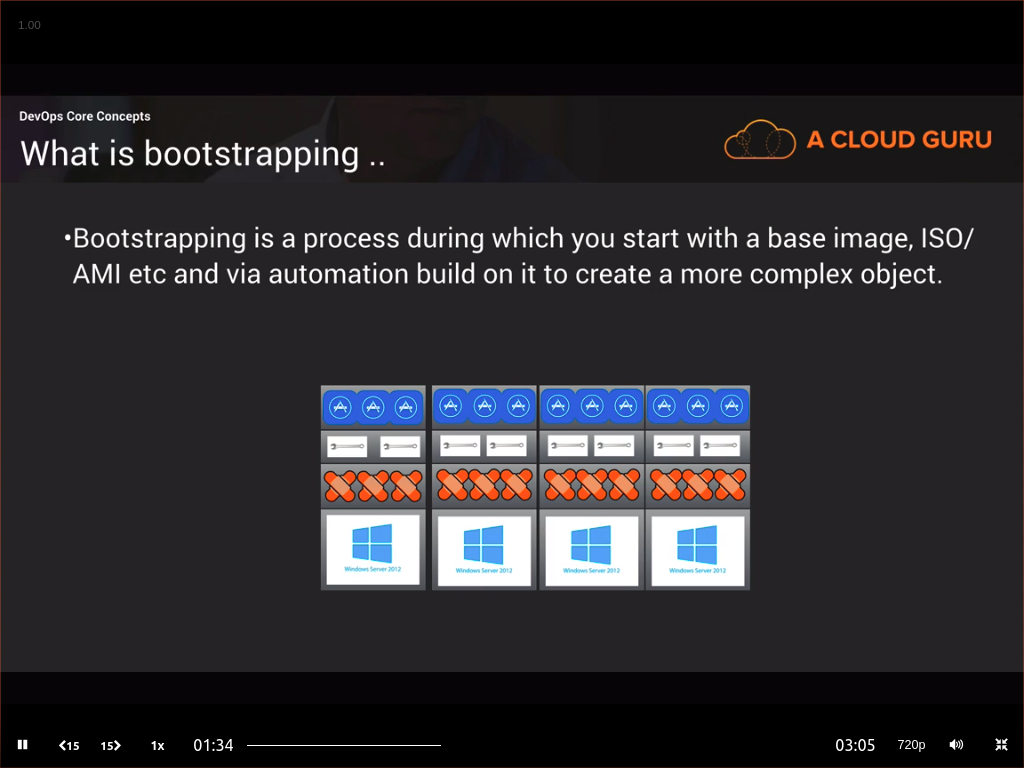 1.00
DevOps Core Concepts
What is bootstrapping ..
A CLOUD GURU
•Bootstrapping is a process during which you start with a base image, ISO/
AMI etc and via automation build on it to create a more complex object.
Windows Server 2012
Windows Server 2012
Windows Server 2012
Windows Server 2012
15
15
1x
01:34
03:05
720p